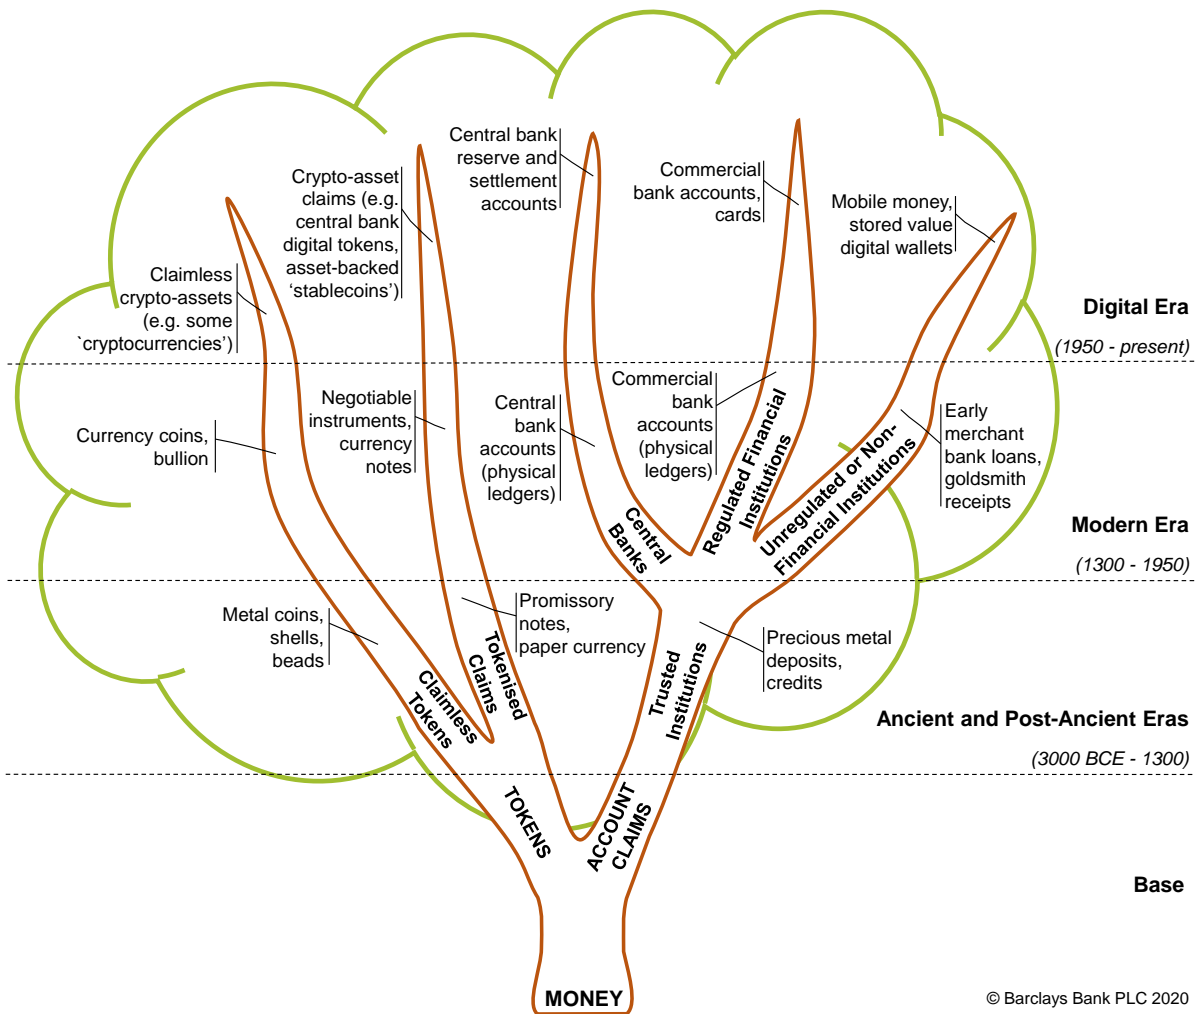 Central bank
reserve and
settlement
accounts
Commercial
bank accounts,
cards
Crypto-asset
claims (e.g.
central bank
digital tokens,
asset-backed
‘stablecoins’)
Mobile money,
stored value
digital wallets
Claimless
crypto-assets
(e.g. some
`cryptocurrencies’)
Digital Era
(1950 - present)
Currency coins,
bullion
Negotiable
instruments,
currency
notes
Central
bank
accounts
(physical
ledgers)
Commercial
bank
accounts
(physical
ledgers)
Early
merchant
bank loans,
goldsmith
receipts
Central
Banks
Regulated Financial
Institutions
Unregulated or Non-
Financial Institutions
Modern Era
(1300 - 1950)
Metal coins,
shells,
beads
Promissory
notes,
paper currency
Precious metal
deposits,
credits
Claimless
Tokens
Tokenised
Claims
Trusted
Institutions
Ancient and Post-Ancient Eras
(3000 BCE - 1300)
TOKENS
ACCOUNT
CLAIMS
Base
MONEY
© Barclays Bank PLC 2020